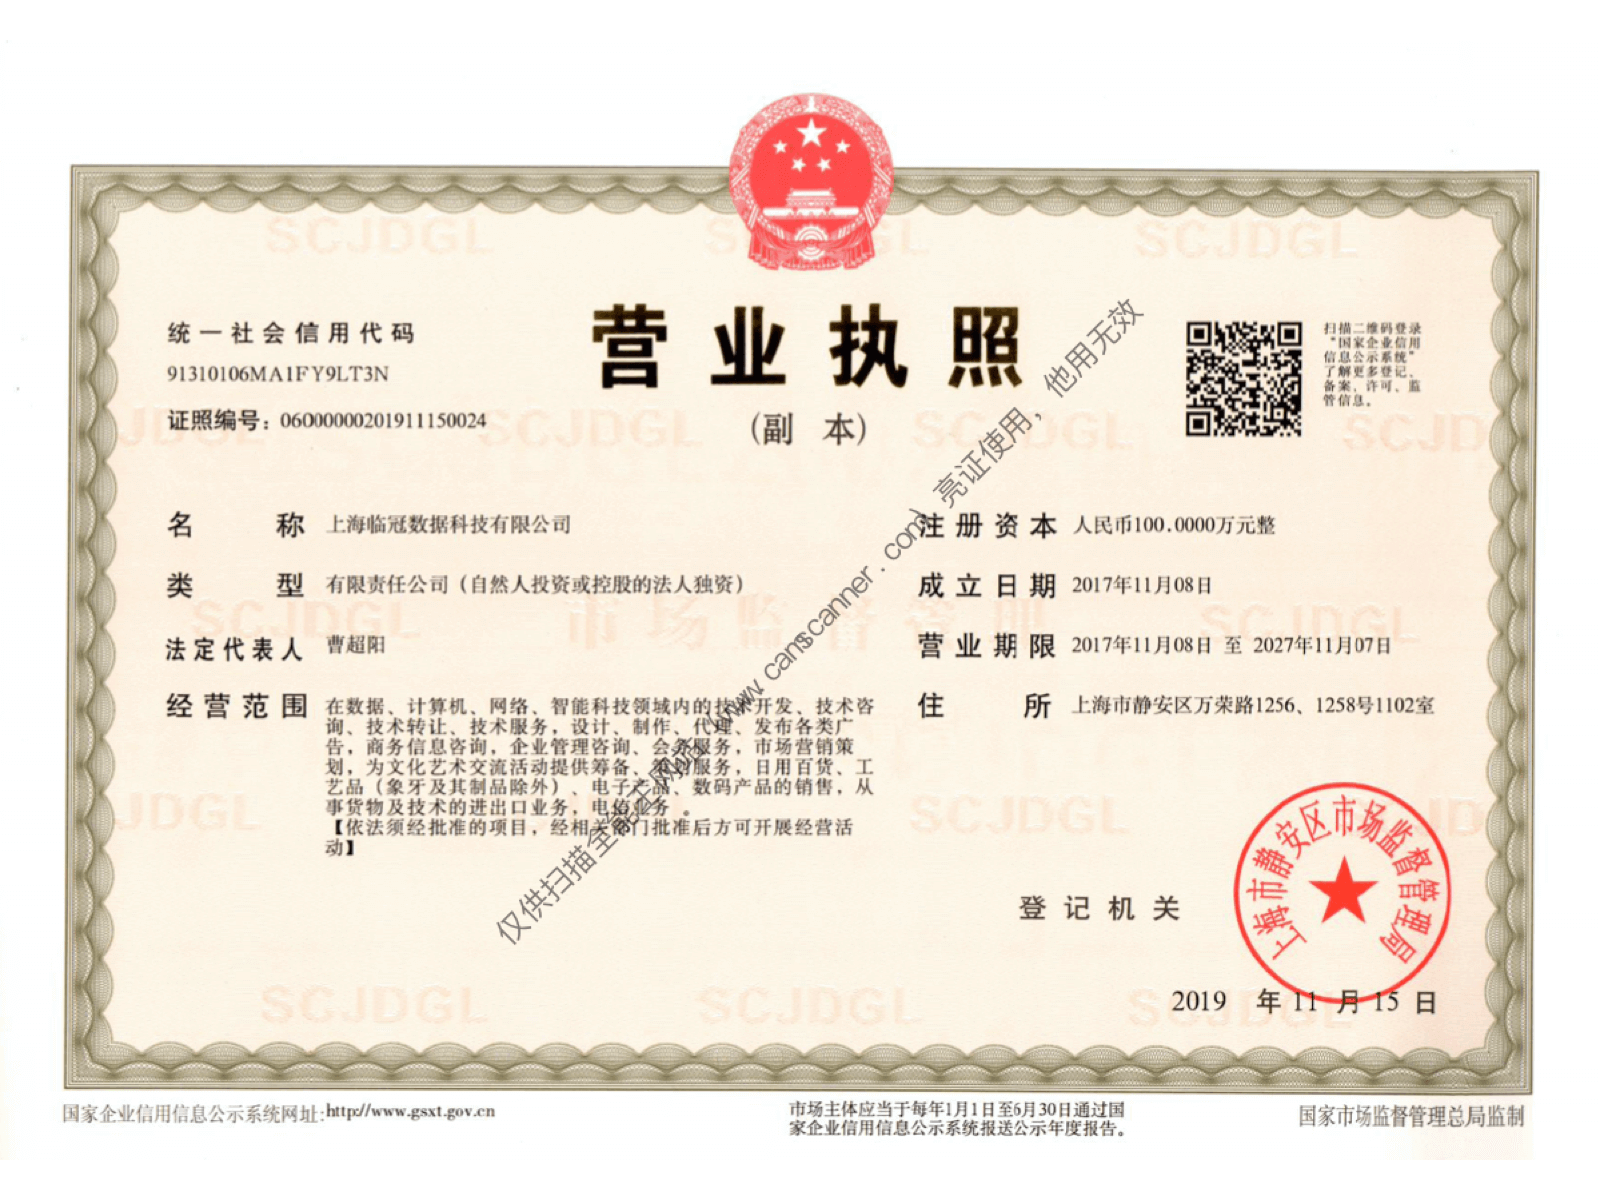 营业执照
(副 本)
统一社会信用代码
91310106MA1FY9LT3N
证照编号：06000000201911150024
扫描二维码登录
“国家企业信用
信息公示系统”
了解更多登记、
备案、许可、监
管信息。
名 称 上海临冠数据科技有限公司
类 型 有限责任公司（自然人投资或控股的法人独资）
法定代表人 曹超阳
经营范围 在数据、计算机、网络、智能科技领域内的技术开发、技术咨
询、技术转让、技术服务，设计、制作、代理、发布各类广
告，商务信息咨询，企业管理咨询、会务服务，市场营销策
划，为文化艺术交流活动提供筹备、策划服务，日用百货、工
艺品（象牙及其制品除外）、电子产品、数码产品的销售，从
事货物及技术的进出口业务，电信业务。
【依法须经批准的项目，经相关部门批准后方可开展经营活
动】
注册资本 人民币100.0000万元整
成立日期 2017年11月08日
营业期限 2017年11月08日 至 2027年11月07日
住 所 上海市静安区万荣路1256、1258号1102室
仅供扫描全能王网站(www.camscanner.com)亮证使用，他用无效
登记机关
上海市静安区市场监督管理局
2019 年 11 月 15 日
SCJDGL
市场监督管理
国家企业信用信息公示系统网址:http://www.gsxt.gov.cn
市场主体应当于每年1月1日至6月30日通过国
家企业信用信息公示系统报送公示年度报告。
国家市场监督管理总局监制